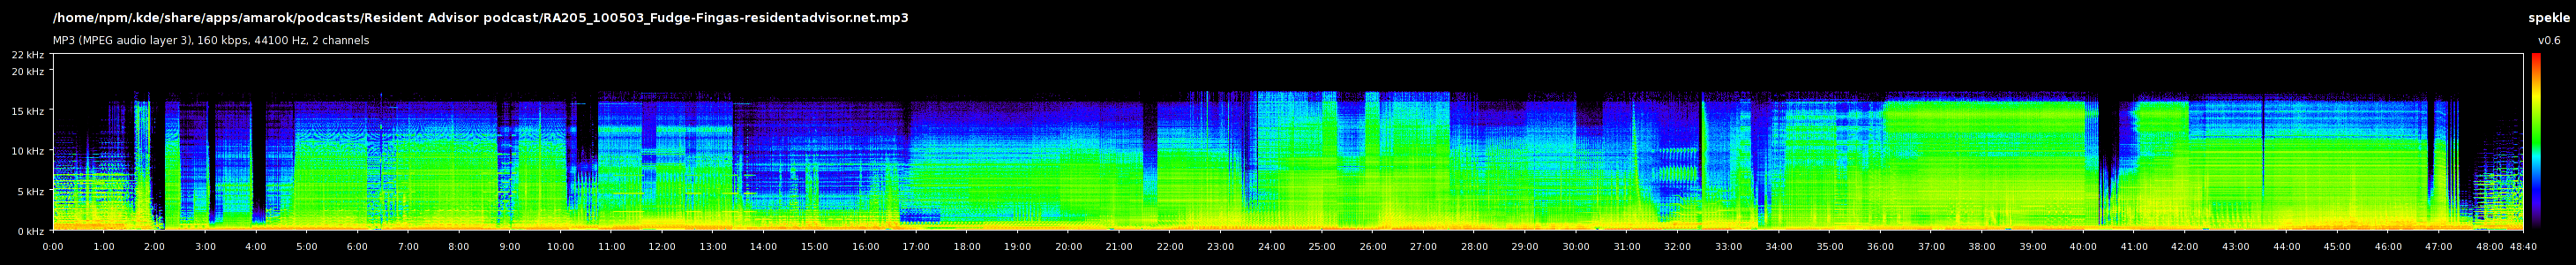 /home/npm/.kde/share/apps/amarok/podcasts/Resident Advisor podcast/RA205_100503_Fudge-Fingas-residentadvisor.net.mp3
spekle
MP3 (MPEG audio layer 3), 160 kbps, 44100 Hz, 2 channels
v0.6
22 kHz
20 kHz
15 kHz
10 kHz
5 kHz
0 kHz
0:00 1:00 2:00 3:00 4:00 5:00 6:00 7:00 8:00 9:00 10:00 11:00 12:00 13:00 14:00 15:00 16:00 17:00 18:00 19:00 20:00 21:00 22:00 23:00 24:00 25:00 26:00 27:00 28:00 29:00 30:00 31:00 32:00 33:00 34:00 35:00 36:00 37:00 38:00 39:00 40:00 41:00 42:00 43:00 44:00 45:00 46:00 47:00 48:00 48:40